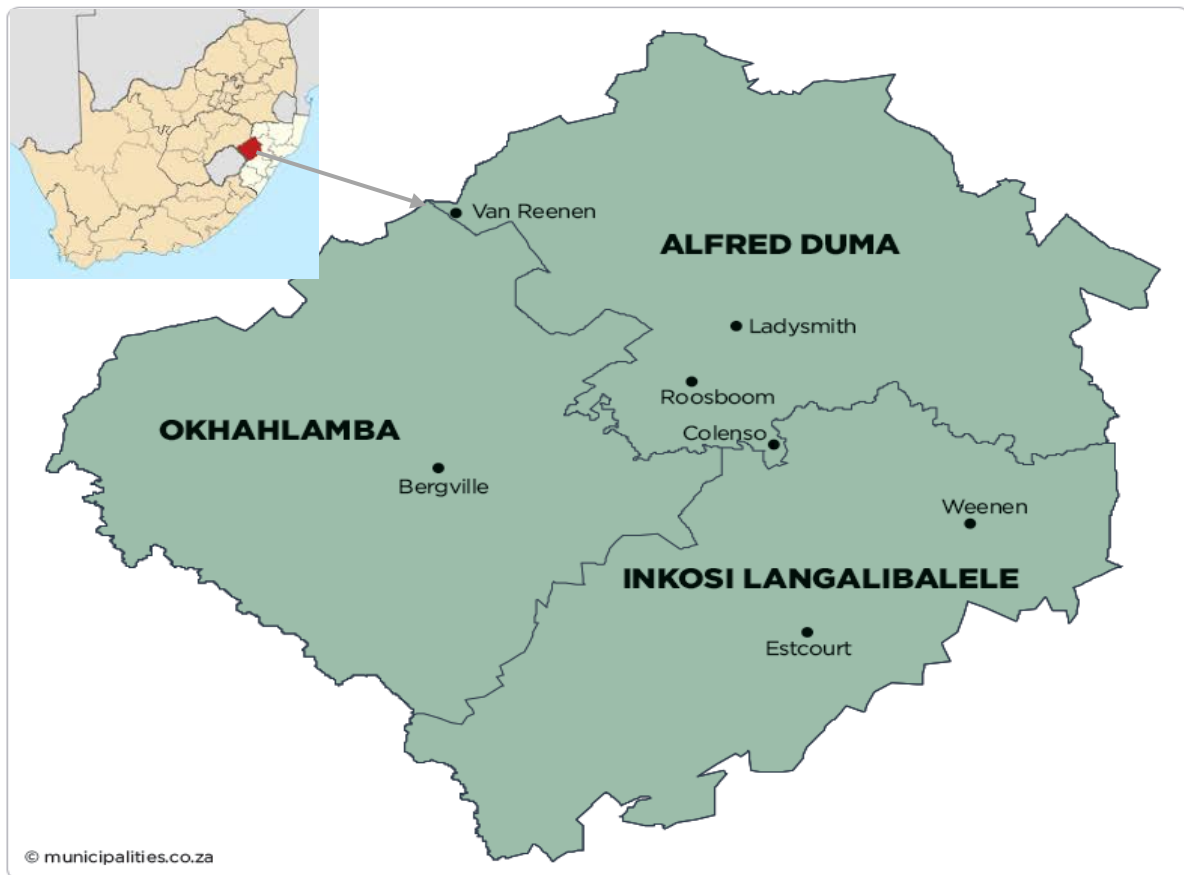 Van Reenen
ALFRED DUMA
Ladysmith
Roosboom
OKHAHLAMBA
Colenso
Bergville
Weenen
INKOSI LANGALIBALELE
Estcourt
© municipalities.co.za